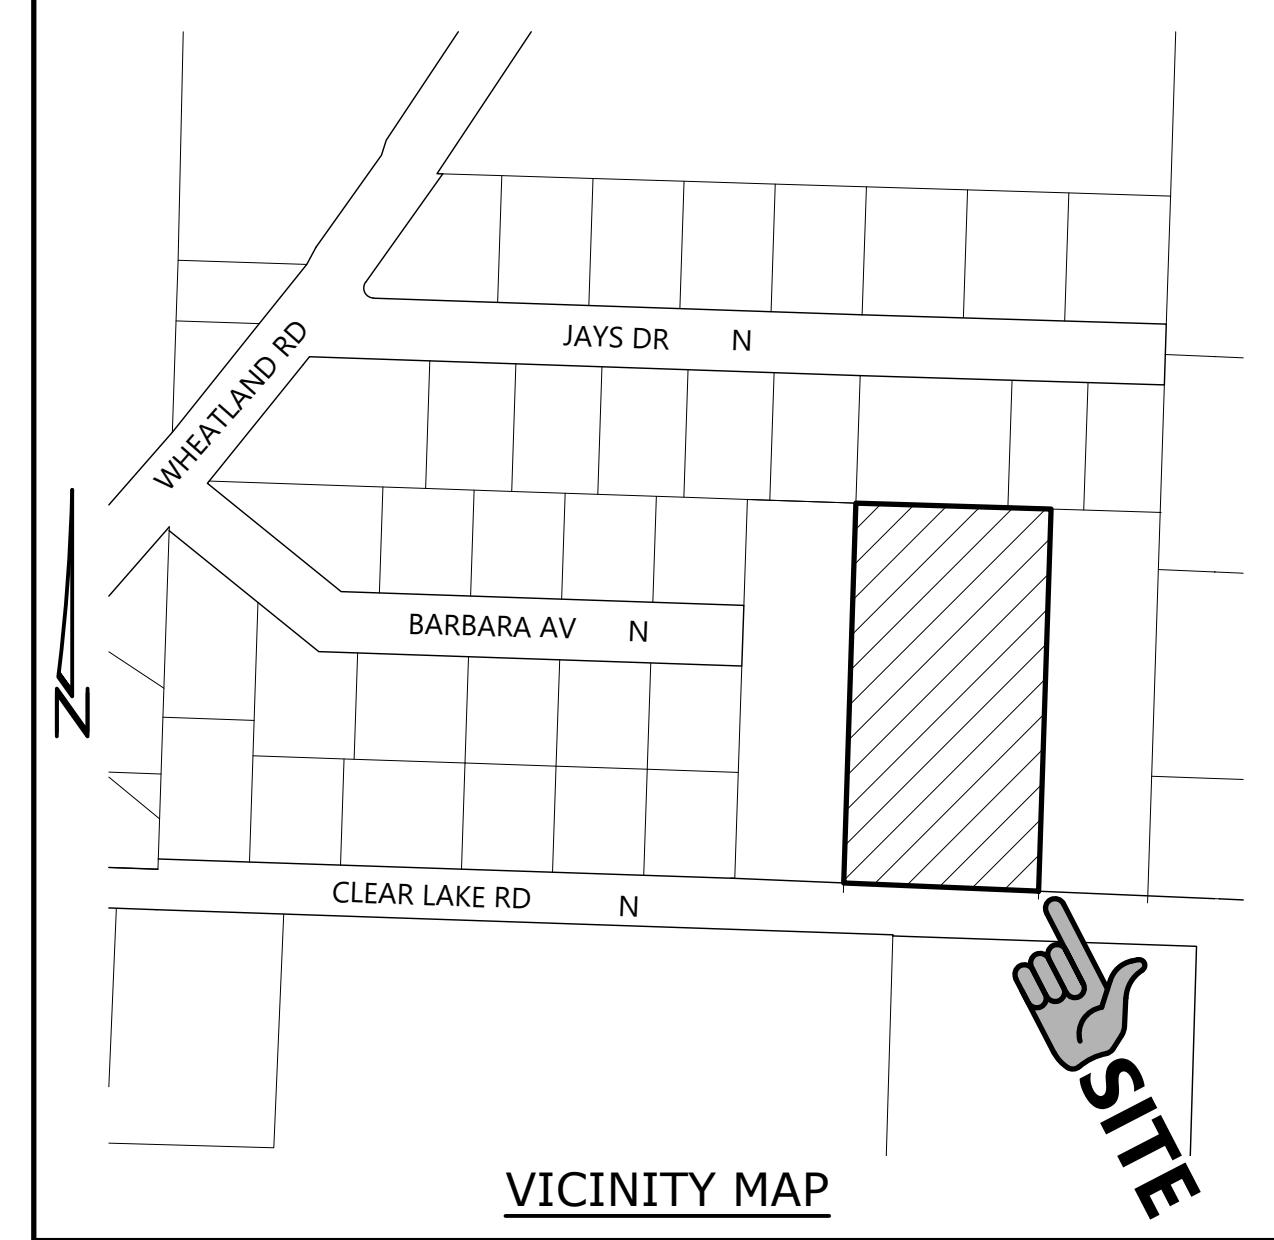 JAYS DR N
WHEATLAND RD
BARBARA AV N
N
CLEAR LAKE RD N
SITE
VICINITY MAP